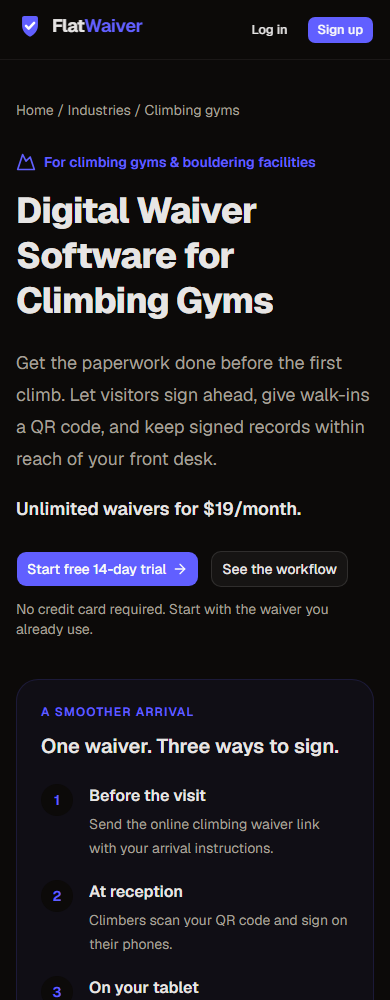 FlatWaiver
Log in
Sign up
Home / Industries / Climbing gyms
For climbing gyms & bouldering facilities
Digital Waiver
Software for
Climbing Gyms
Get the paperwork done before the first
climb. Let visitors sign ahead, give walk-ins
a QR code, and keep signed records within
reach of your front desk.
Unlimited waivers for $19/month.
Start free 14-day trial →
See the workflow
No credit card required. Start with the waiver you
already use.
A SMOOTHER ARRIVAL
One waiver. Three ways to sign.
1
Before the visit
Send the online climbing waiver link
with your arrival instructions.
2
At reception
Climbers scan your QR code and sign on
their phones.
3
On your tablet